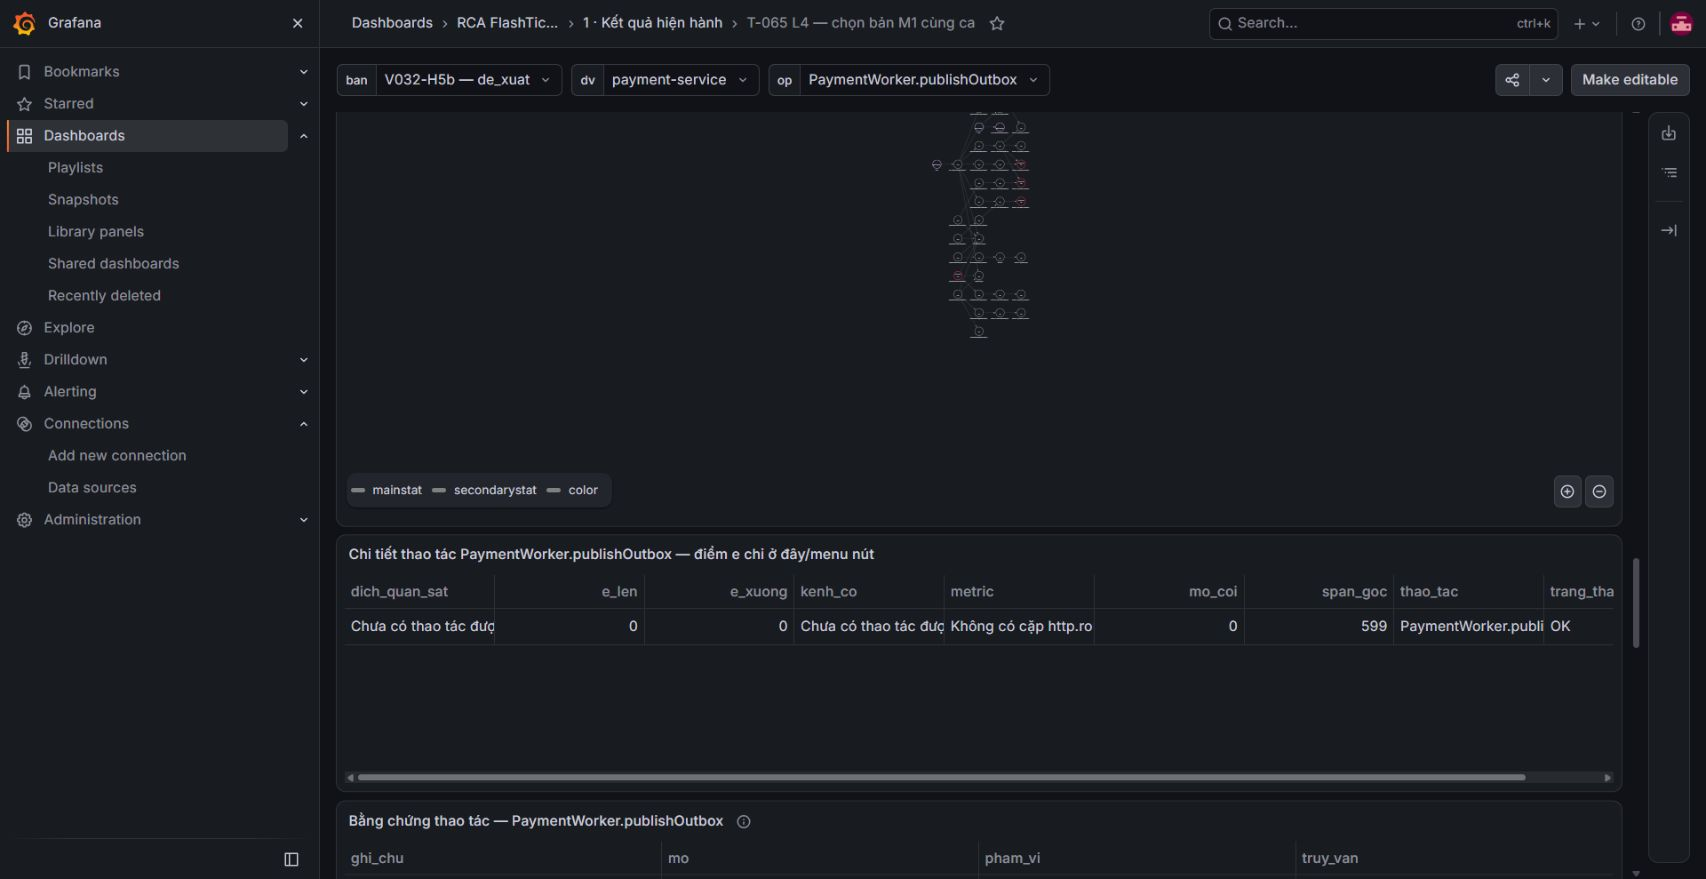 Grafana
Dashboards › RCA FlashTic... › 1 · Kết quả hiện hành › T-065 L4 — chọn bản M1 cùng ca
Search... ctrl+k
Bookmarks
Starred
Dashboards
Playlists
Snapshots
Library panels
Shared dashboards
Recently deleted
Explore
Drilldown
Alerting
Connections
Add new connection
Data sources
Administration
ban V032-H5b — de_xuat dv payment-service op PaymentWorker.publishOutbox
Make editable
mainstat secondarystat color
Chi tiết thao tác PaymentWorker.publishOutbox — điểm e chỉ ở đây/menu nút
dich_quan_sat e_len e_xuong kenh_co metric mo_coi span_goc thao_tac trang_tha
Chưa có thao tác đượ 0 0 Chưa có thao tác đượ Không có cặp http.ro 0 599 PaymentWorker.publi OK
Bằng chứng thao tác — PaymentWorker.publishOutbox
ghi_chu mo pham_vi truy_van